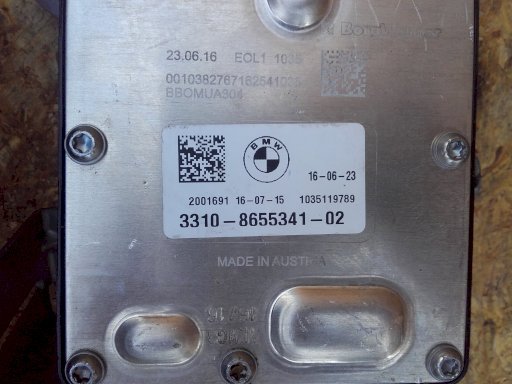 BorgWarner
23.06.16 EOL1 1035
BBOMUA304
BMW
16-06-23
2001691 16-07-15 1035119789
3310-8655341-02
MADE IN AUSTRIA